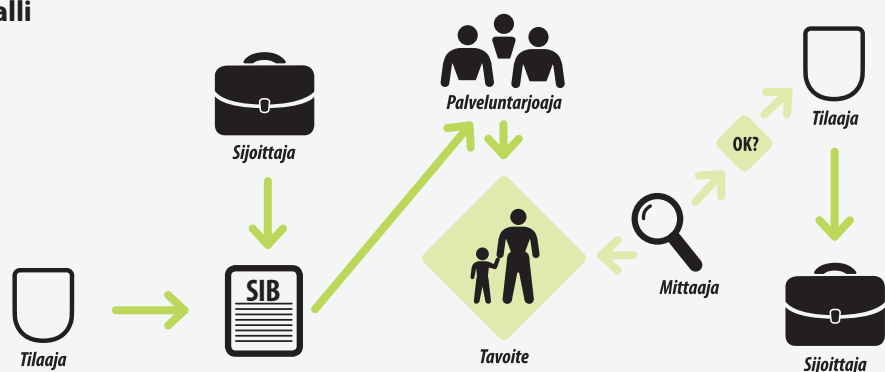 alli
Sijoittaja
Tilaaja
SIB
Palveluntarjoaja
Tavoite
Mittaaja
OK?
Tilaaja
Sijoittaja